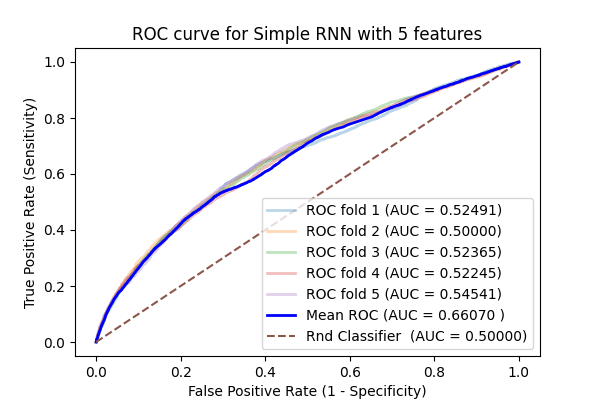 ROC curve for Simple RNN with 5 features
True Positive Rate (Sensitivity)
1.0
0.8
0.6
0.4
0.2
0.0
ROC fold 1 (AUC = 0.52491)
ROC fold 2 (AUC = 0.50000)
ROC fold 3 (AUC = 0.52365)
ROC fold 4 (AUC = 0.52245)
ROC fold 5 (AUC = 0.54541)
Mean ROC (AUC = 0.66070 )
Rnd Classifier  (AUC = 0.50000)
0.0 0.2 0.4 0.6 0.8 1.0
False Positive Rate (1 - Specificity)